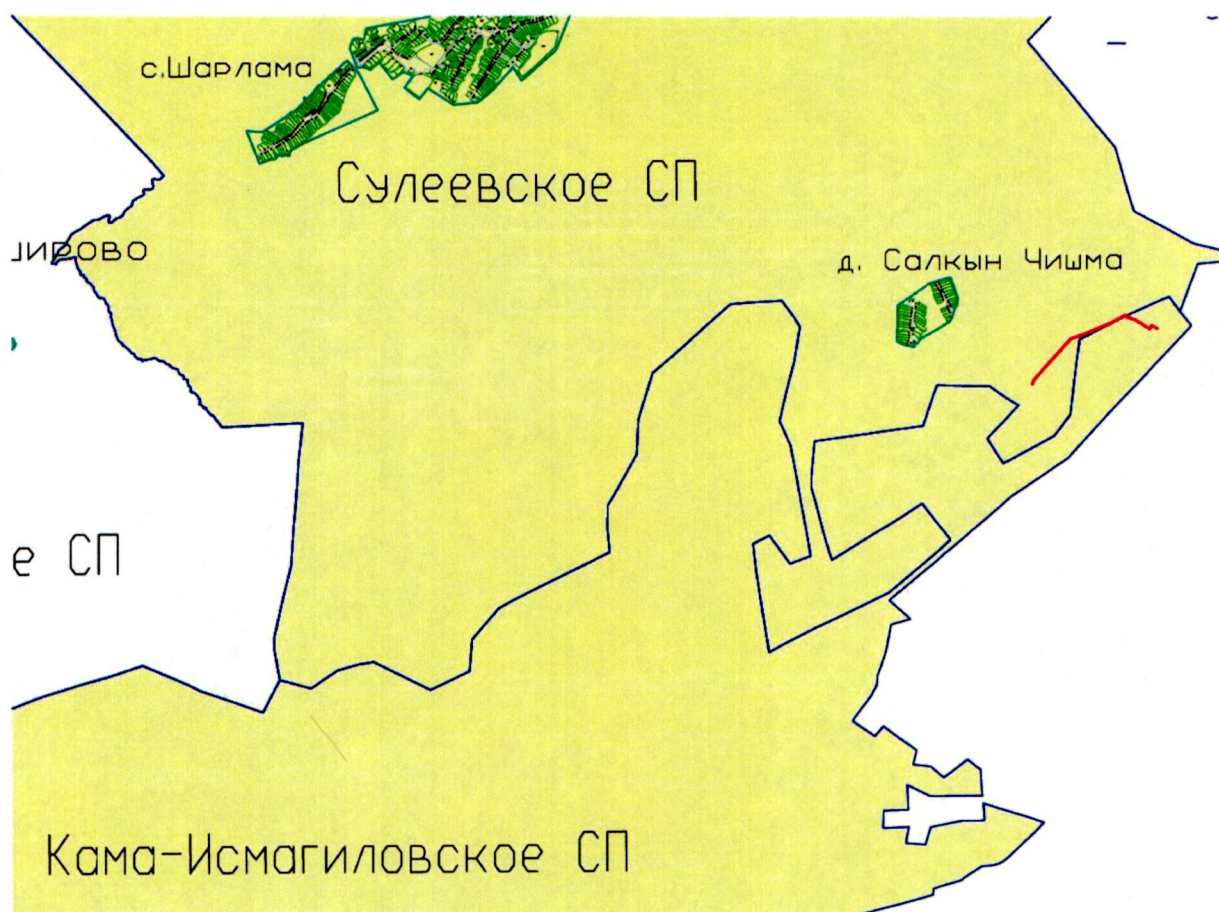 с.Шарлама
Сулеевское СП
ирово
д. Салкын Чишма
е СП
Кама-Исмагиловское СП